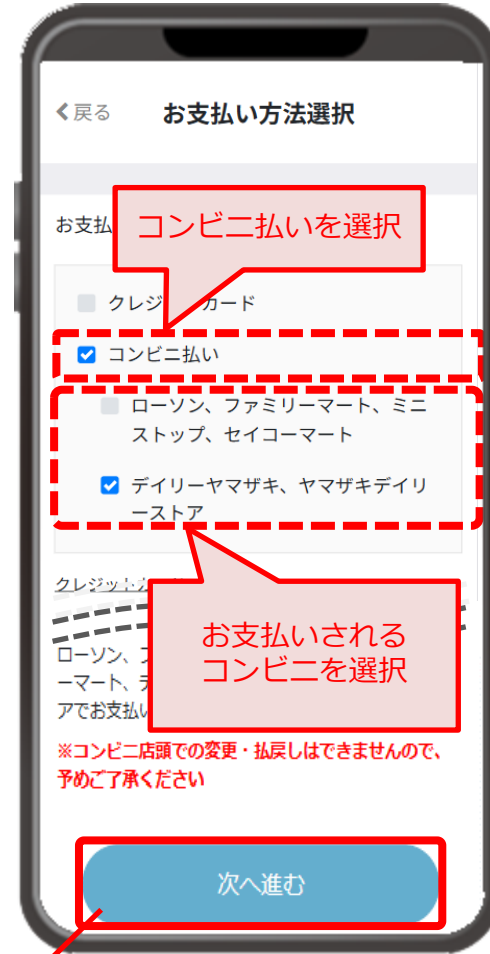 戻る
お支払い方法選択
お支払
コンビニ払いを選択
クレジ
カード
コンビニ払い
ローソン、ファミリーマート、ミニ
ストップ、セイコーマート
デイリーヤマザキ、ヤマザキデイリ
ーストア
クレジット
お支払いされる
コンビニを選択
ローソン、
ーマート、
アでお支払い
※コンビニ店頭での変更・払戻しはできませんので、
予めご了承ください
次へ進む